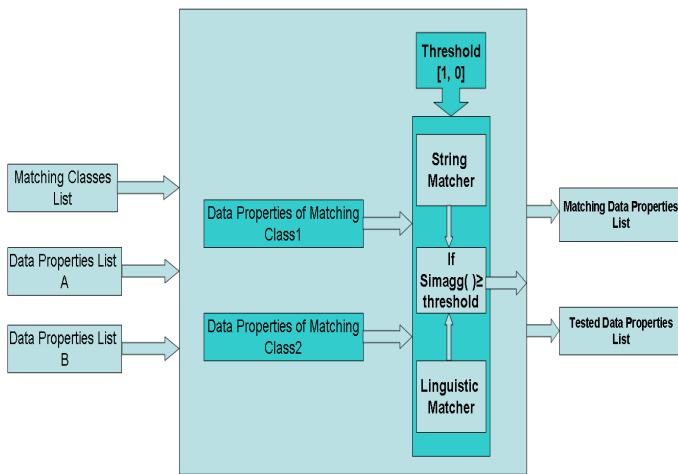 Threshold
[1, 0]
Matching Classes
List
Data Properties List
A
Data Properties List
B
Data Properties of Matching
Class1
Data Properties of Matching
Class2
String
Matcher
If
Simagg( )≥
threshold
Linguistic
Matcher
Matching Data Properties
List
Tested Data Properties
List